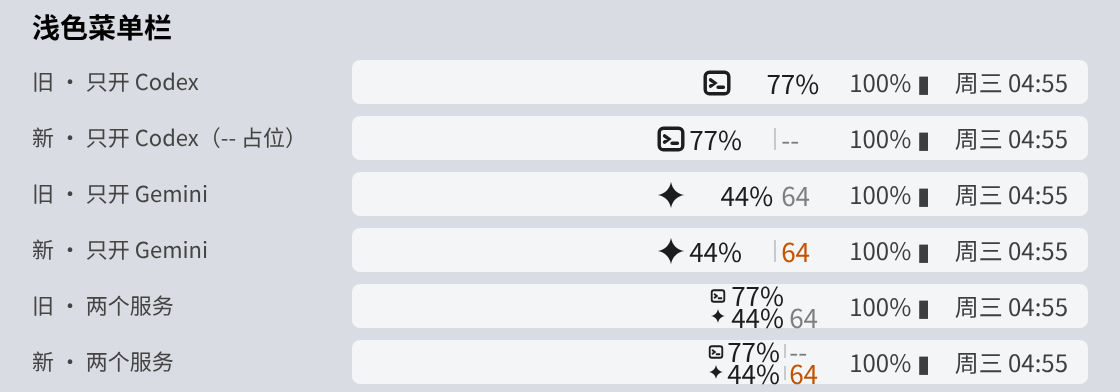 浅色菜单栏
旧 · 只开 Codex 77% 100% 周三 04:55
新 · 只开 Codex（-- 占位） 77% -- 100% 周三 04:55
旧 · 只开 Gemini 44% 64 100% 周三 04:55
新 · 只开 Gemini 44% 64 100% 周三 04:55
旧 · 两个服务 77% 100% 周三 04:55
44% 64
新 · 两个服务 77% -- 100% 周三 04:55
44% 64